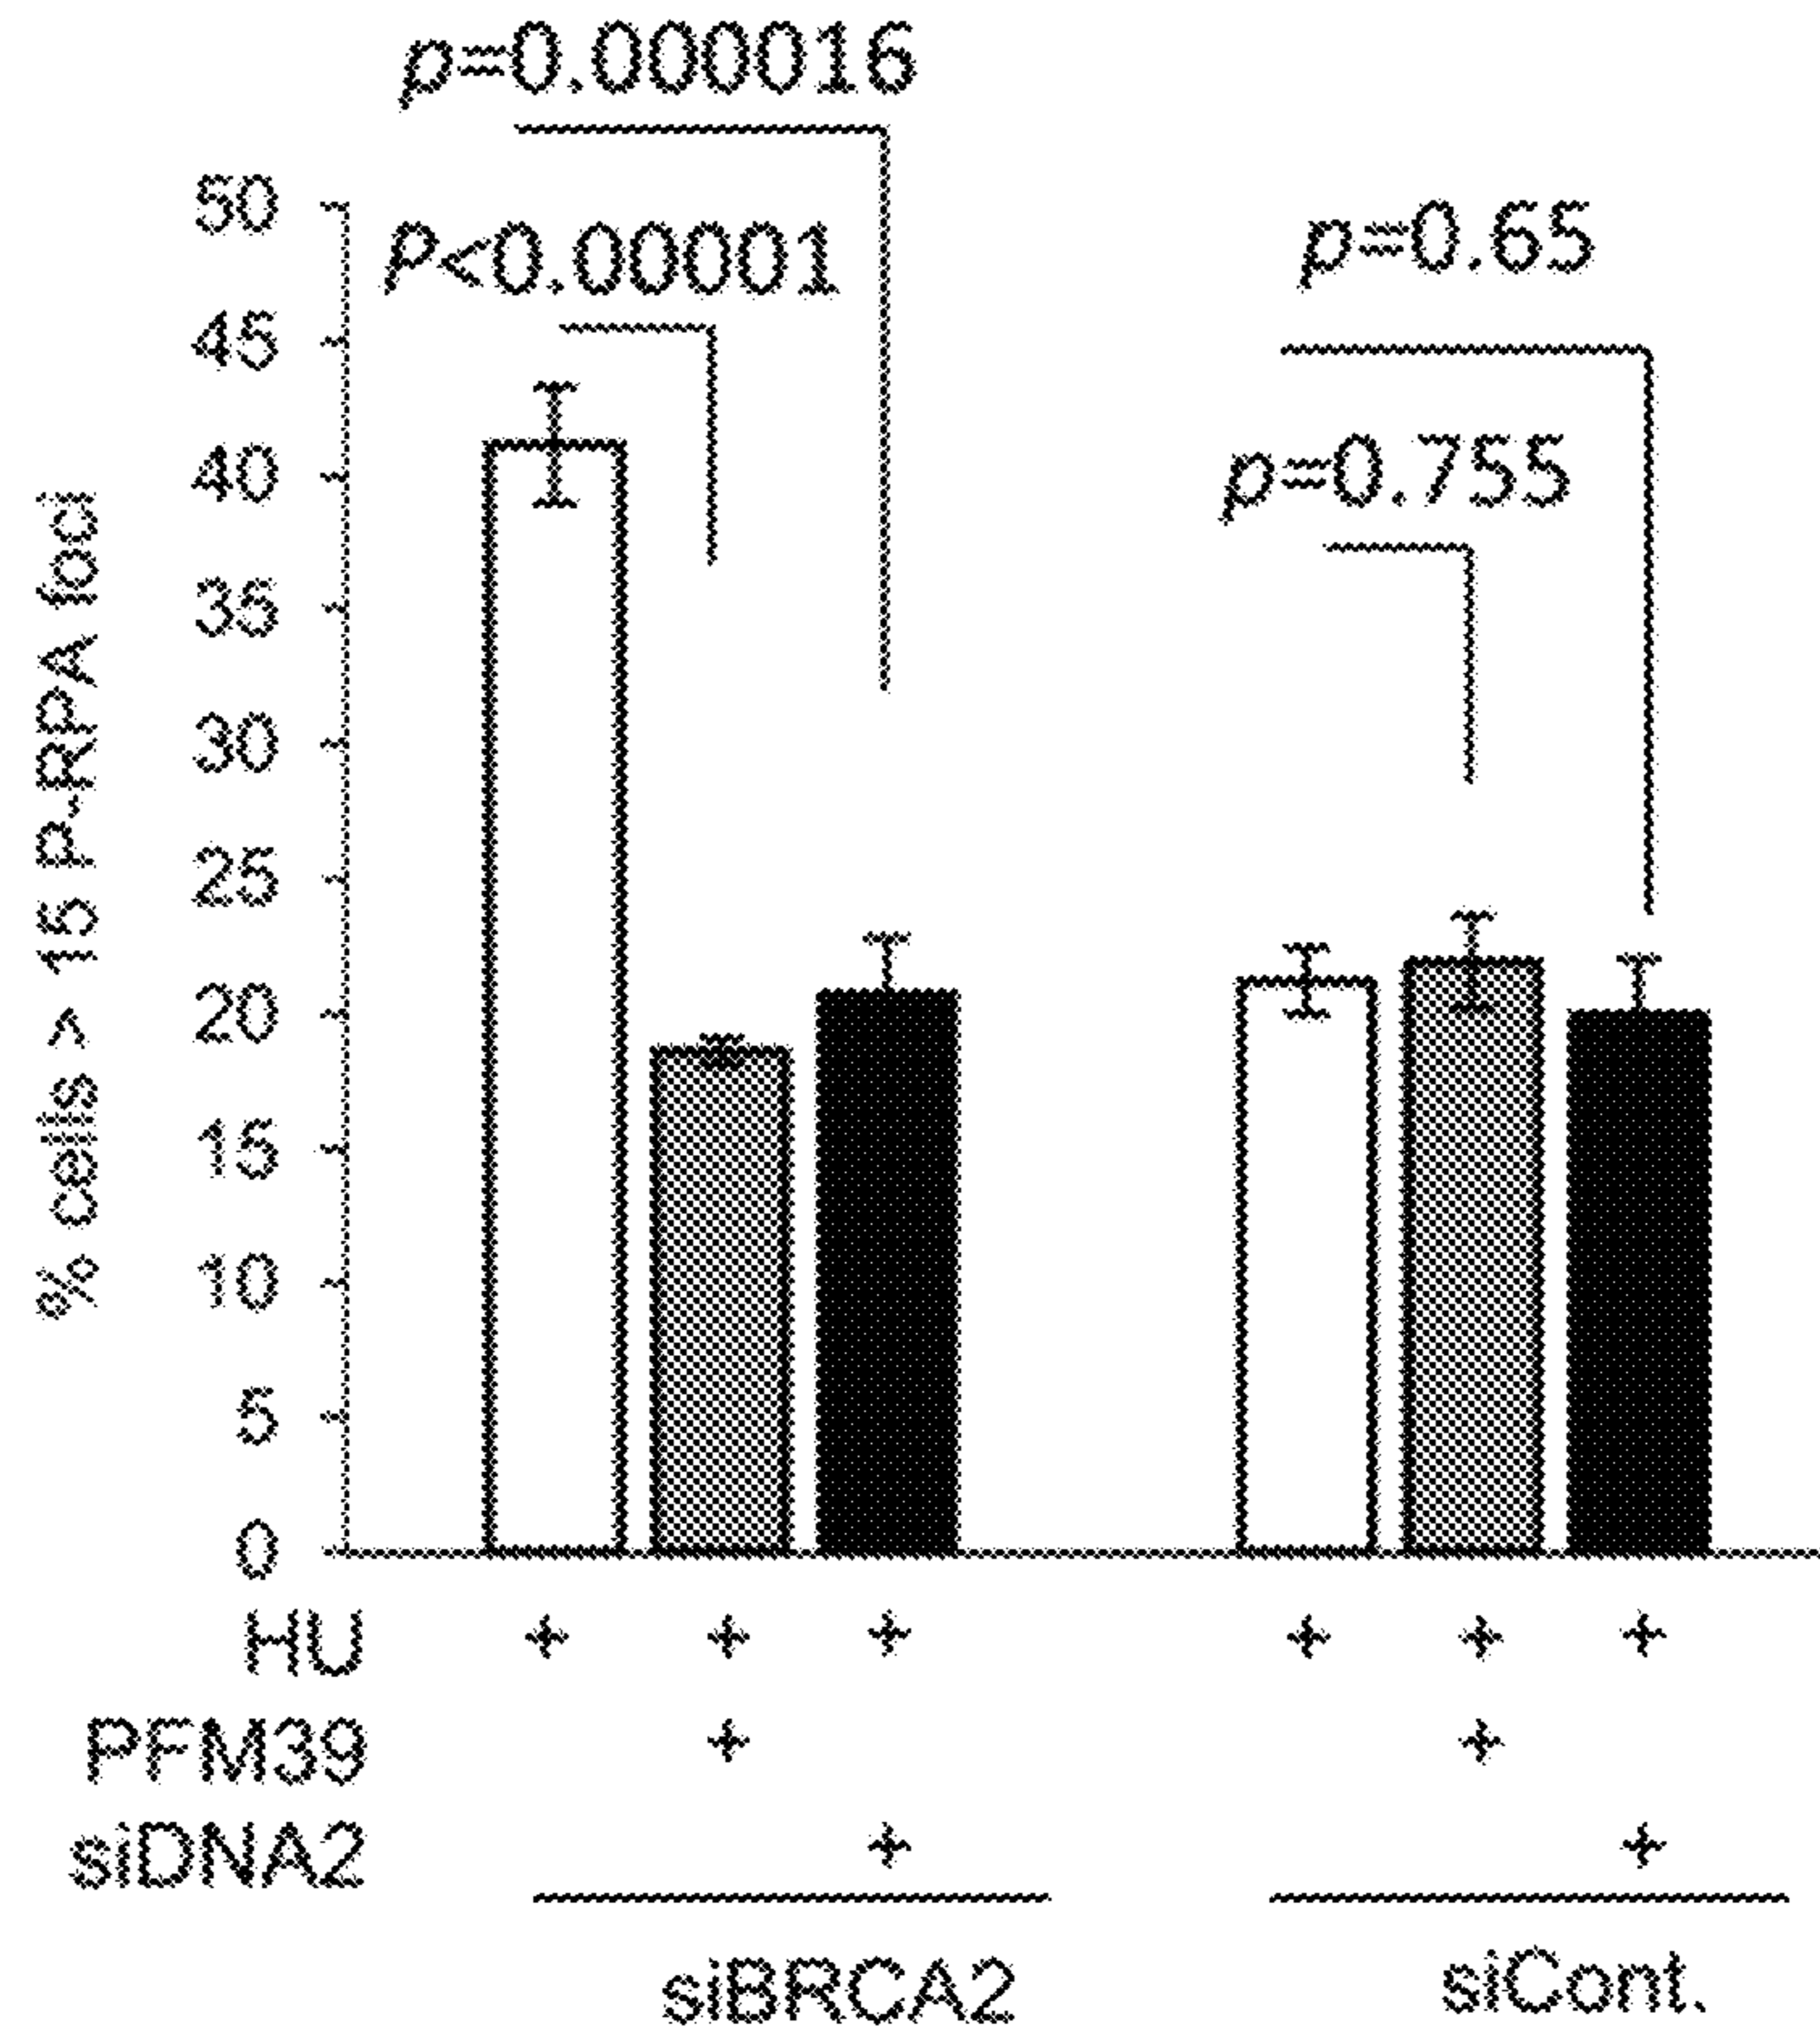 p=0.000016
P<0.00001
p=0.65
p=0.755
% cells > 15 P-RPA foci
50
45
40
35
30
25
20
15
10
5
0
HU + + + + + +
PFM39 + +
siDNA2 + +
siBRCA2 siCont.